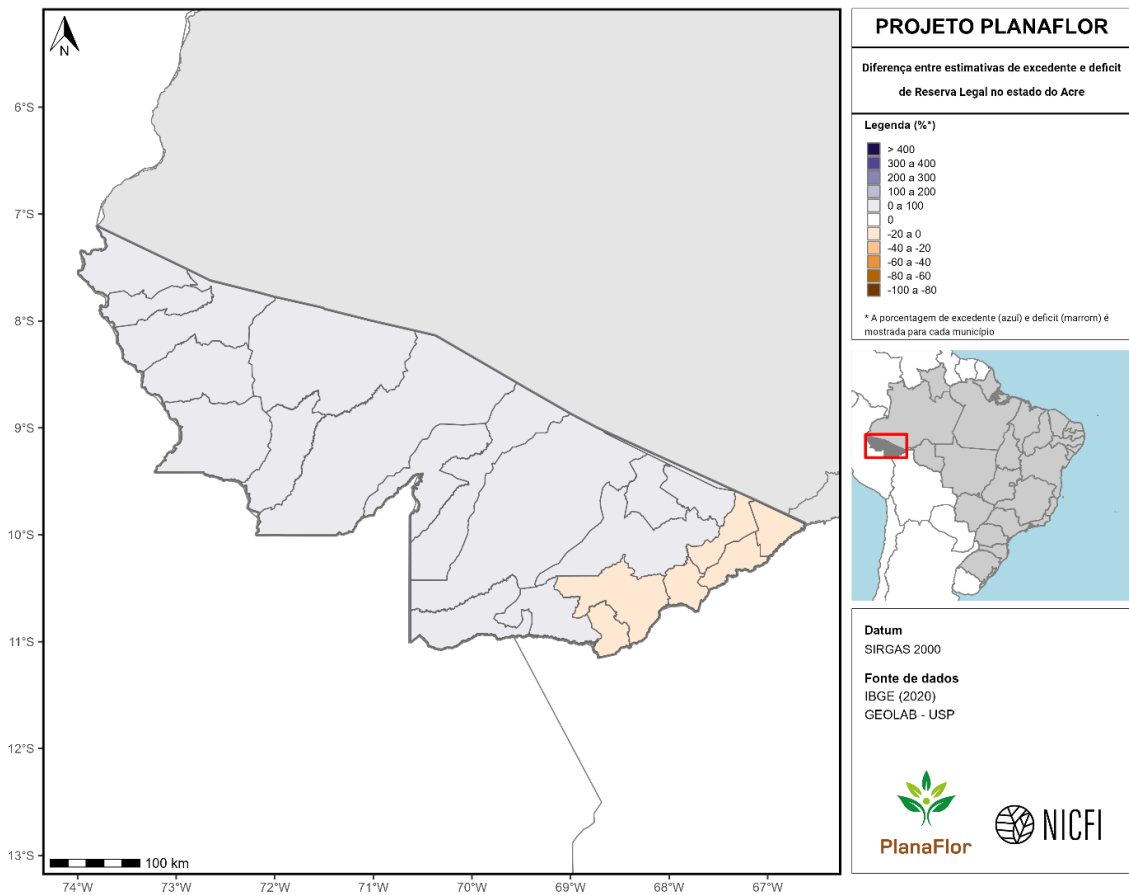 N
6°S
7°S
8°S
9°S
10°S
11°S
12°S
13°S
100 km
74°W
73°W
72°W
71°W
70°W
69°W
68°W
67°W
PROJETO PLANAFLOR
Diferença entre estimativas de excedente e deficit
de Reserva Legal no estado do Acre
Legenda (%*)
> 400
300 a 400
200 a 300
100 a 200
0 a 100
0
-20 a 0
-40 a -20
-60 a -40
-80 a -60
-100 a -80
* A porcentagem de excedente (azul) e deficit (marrom) é
mostrada para cada município
Datum
SIRGAS 2000
Fonte de dados
IBGE (2020)
GEOLAB - USP
PlanaFlor
NICFI